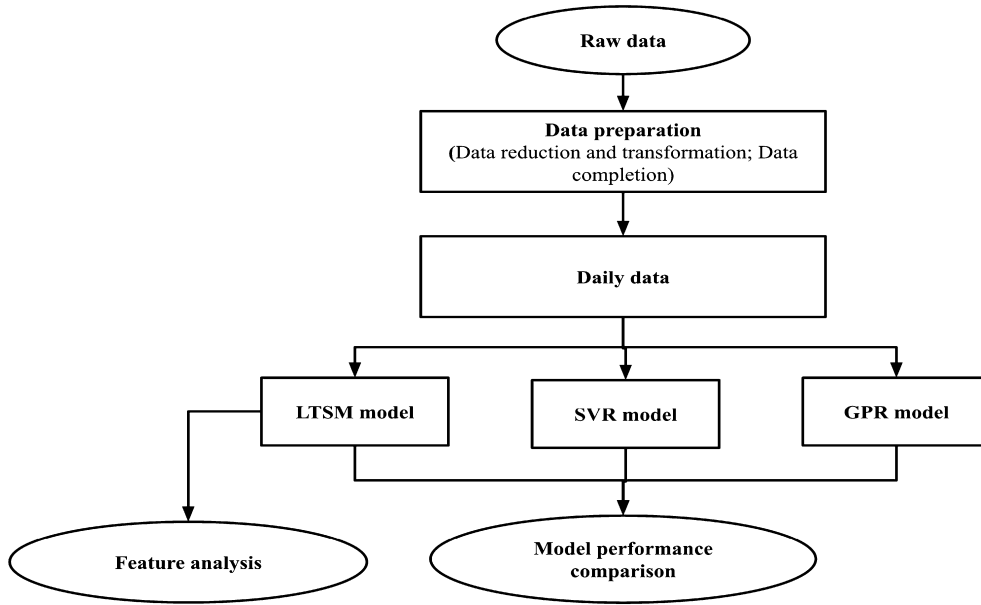 Raw data
Data preparation
(Data reduction and transformation; Data
completion)
Daily data
LTSM model
SVR model
GPR model
Feature analysis
Model performance
comparison